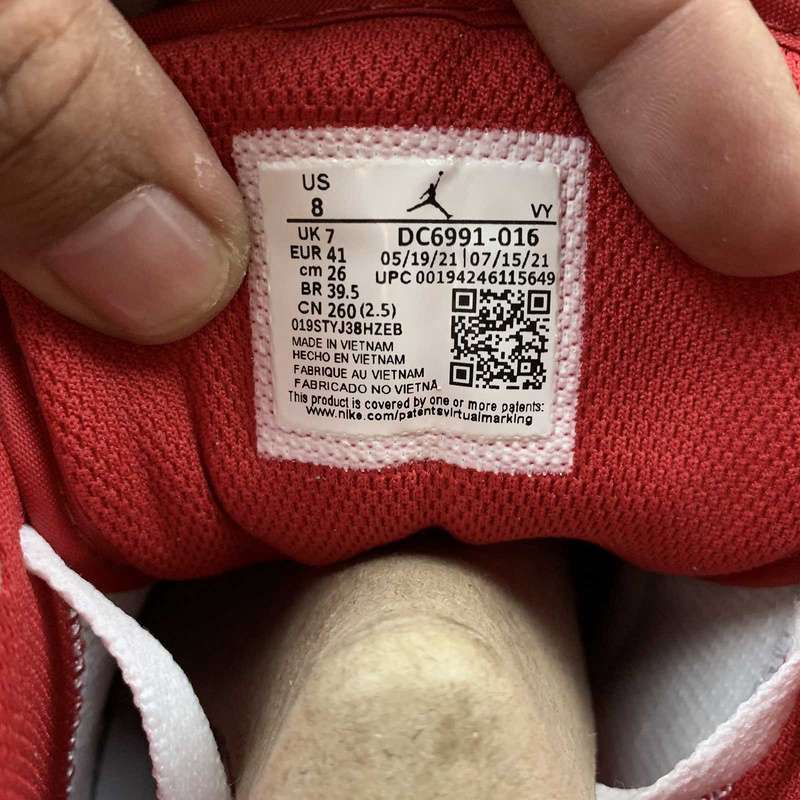 US
8
VY
UK 7
DC6991-016
EUR 41
05/19/21 | 07/15/21
cm 26
UPC 00194246115649
BR 39.5
CN 260 (2.5)
019STYJ38HZEB
MADE IN VIETNAM
HECHO EN VIETNAM
FABRIQUE AU VIETNAM
FABRICADO NO VIETNA
This product is covered by one or more patents:
www.nike.com/patentsvirtualmarking